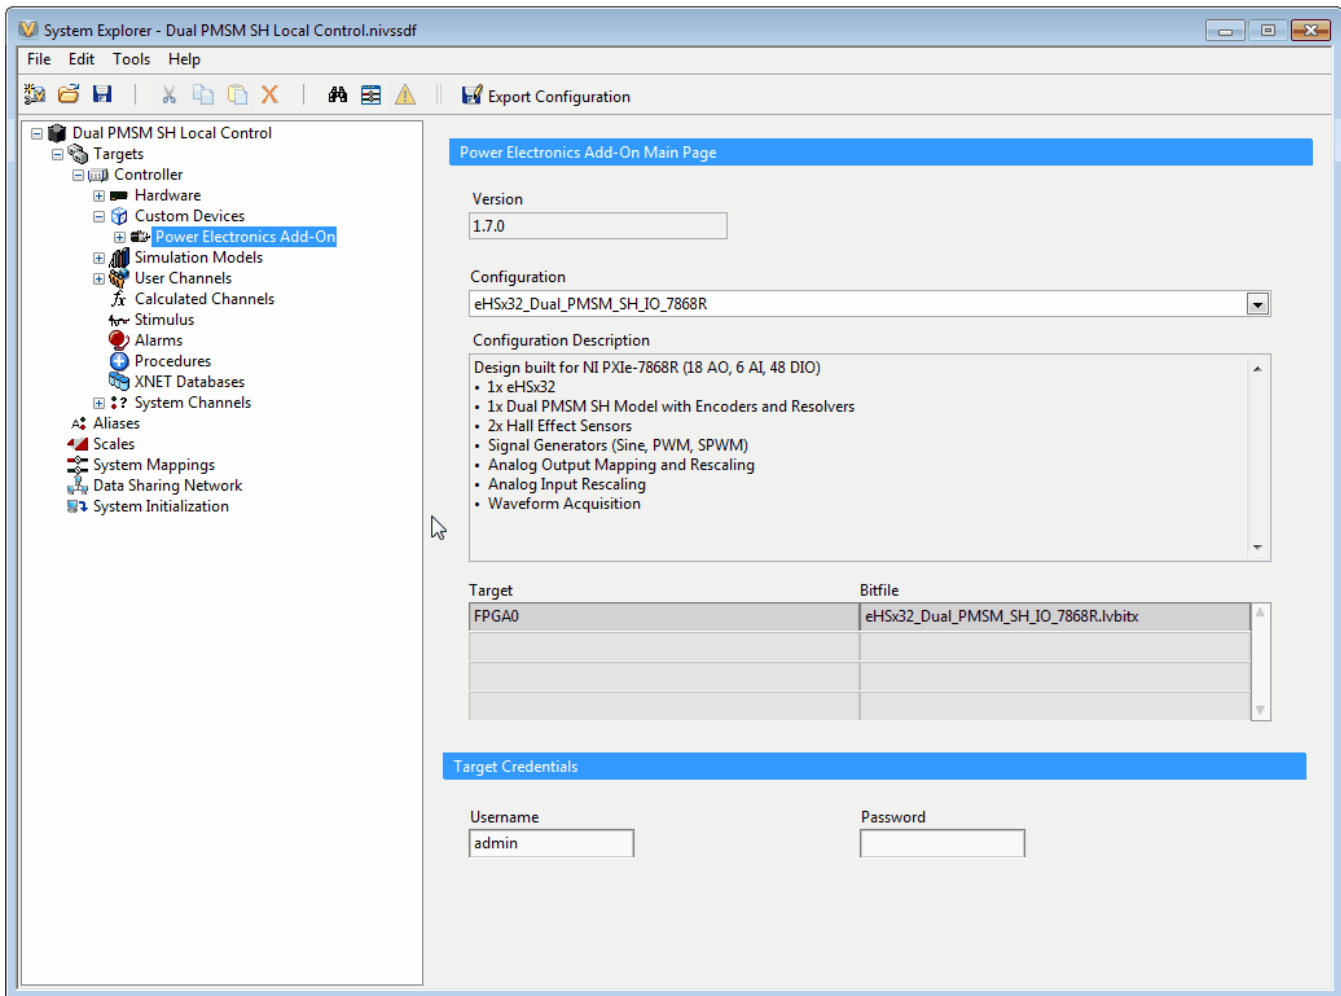 System Explorer - Dual PMSM SH Local Control.nivssdf
File Edit Tools Help
Export Configuration
Dual PMSM SH Local Control
Targets
Controller
Hardware
Custom Devices
Power Electronics Add-On
Simulation Models
User Channels
fx Calculated Channels
Stimulus
Alarms
Procedures
XNET Databases
System Channels
Aliases
Scales
System Mappings
Data Sharing Network
System Initialization
Power Electronics Add-On Main Page
Version
1.7.0
Configuration
eHSx32_Dual_PMSM_SH_IO_7868R
Configuration Description
Design built for NI PXIe-7868R (18 AO, 6 AI, 48 DIO)
• 1x eHSx32
• 1x Dual PMSM SH Model with Encoders and Resolvers
• 2x Hall Effect Sensors
• Signal Generators (Sine, PWM, SPWM)
• Analog Output Mapping and Rescaling
• Analog Input Rescaling
• Waveform Acquisition
Target Bitfile
FPGA0 eHSx32_Dual_PMSM_SH_IO_7868R.lvbitx
Target Credentials
Username Password
admin